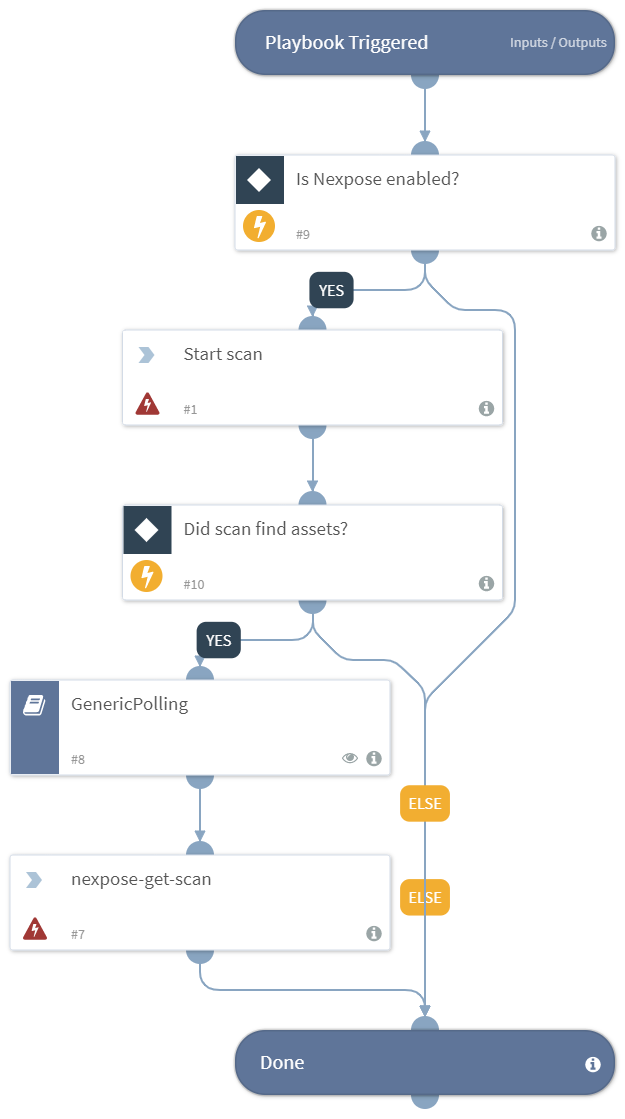 Playbook Triggered
Inputs / Outputs
Is Nexpose enabled?
#9
YES
Start scan
#1
Did scan find assets?
#10
YES
GenericPolling
#8
ELSE
nexpose-get-scan
ELSE
#7
Done